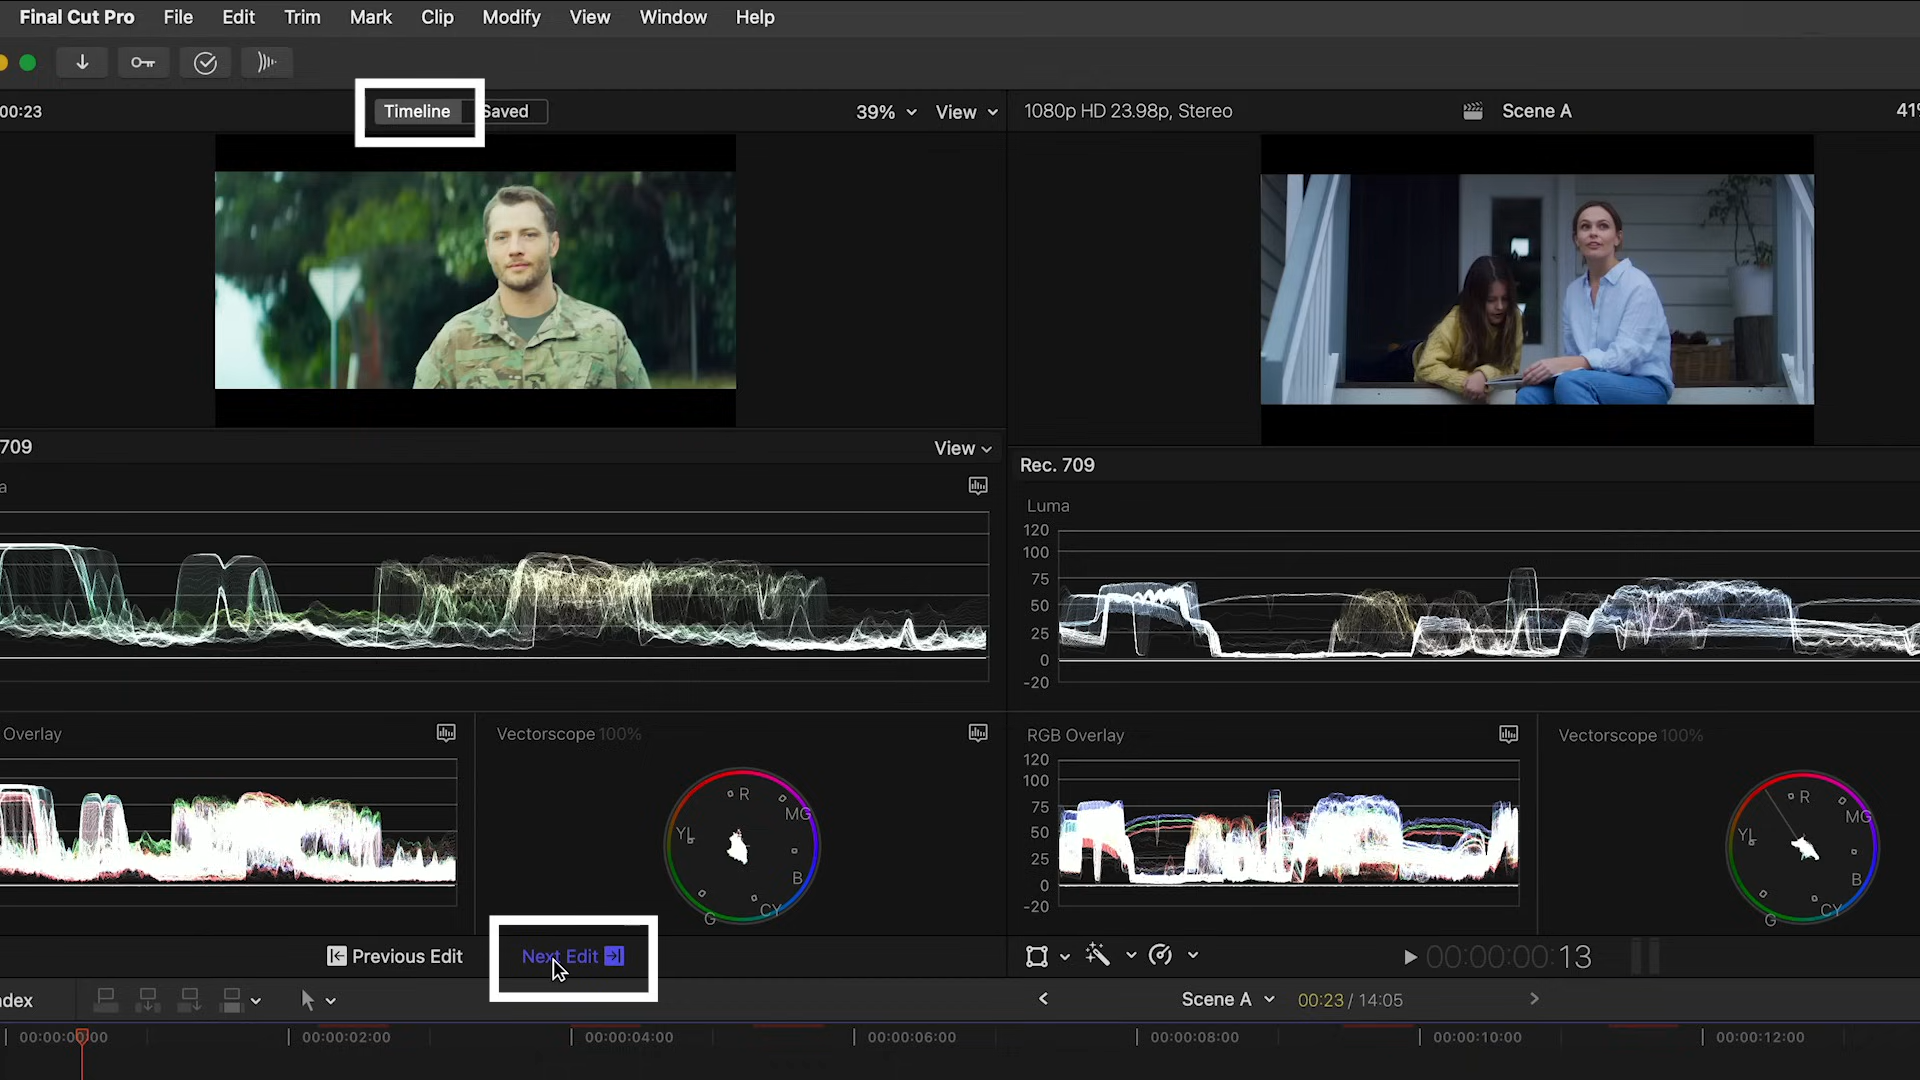 Final Cut Pro File Edit Trim Mark Clip Modify View Window Help
00:23 Timeline Saved 39% View
1080p HD 23.98p, Stereo Scene A 41%
709 View
Rec. 709
a
Luma
120
100
75
50
25
0
-20
Overlay
Vectorscope 100%
R
MG
B
CY
G
YL
RGB Overlay
120
100
75
50
25
0
-20
Vectorscope 100%
R
MG
B
CY
G
YL
Previous Edit Next Edit
00:00:00:13
ndex
Scene A 00:23 / 14:05
00:00:00:00 00:00:02:00 00:00:04:00 00:00:06:00 00:00:08:00 00:00:10:00 00:00:12:00